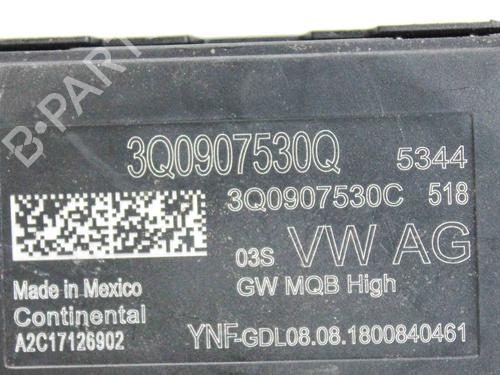 3Q0907530Q 5344
3Q0907530C 518
03S VW AG
GW MQB High
Made in Mexico
Continental
A2C17126902
YNF-GDL08.08.1800840461
B-PARTS